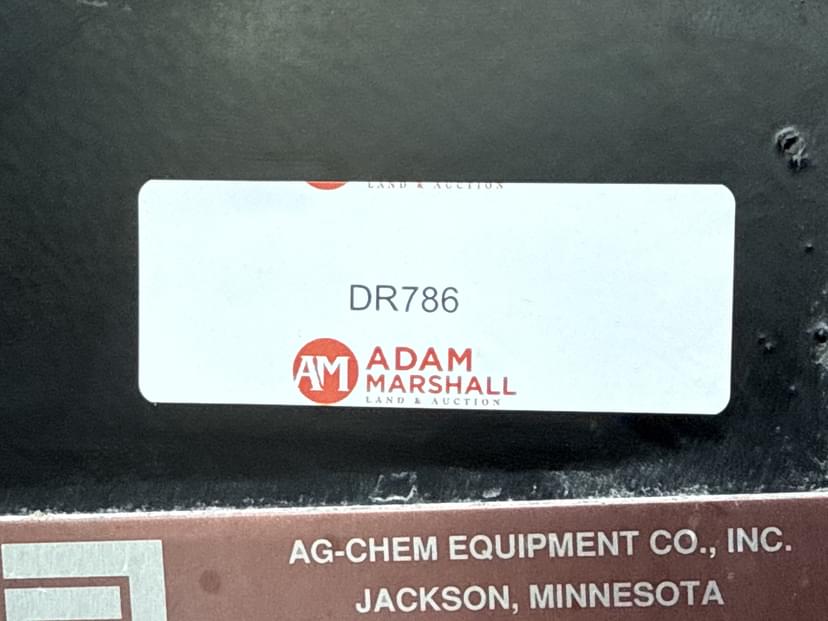 LAND & AUCTION
DR786
AM
ADAM
MARSHALL
LAND & AUCTION
AG-CHEM EQUIPMENT CO., INC.
JACKSON, MINNESOTA